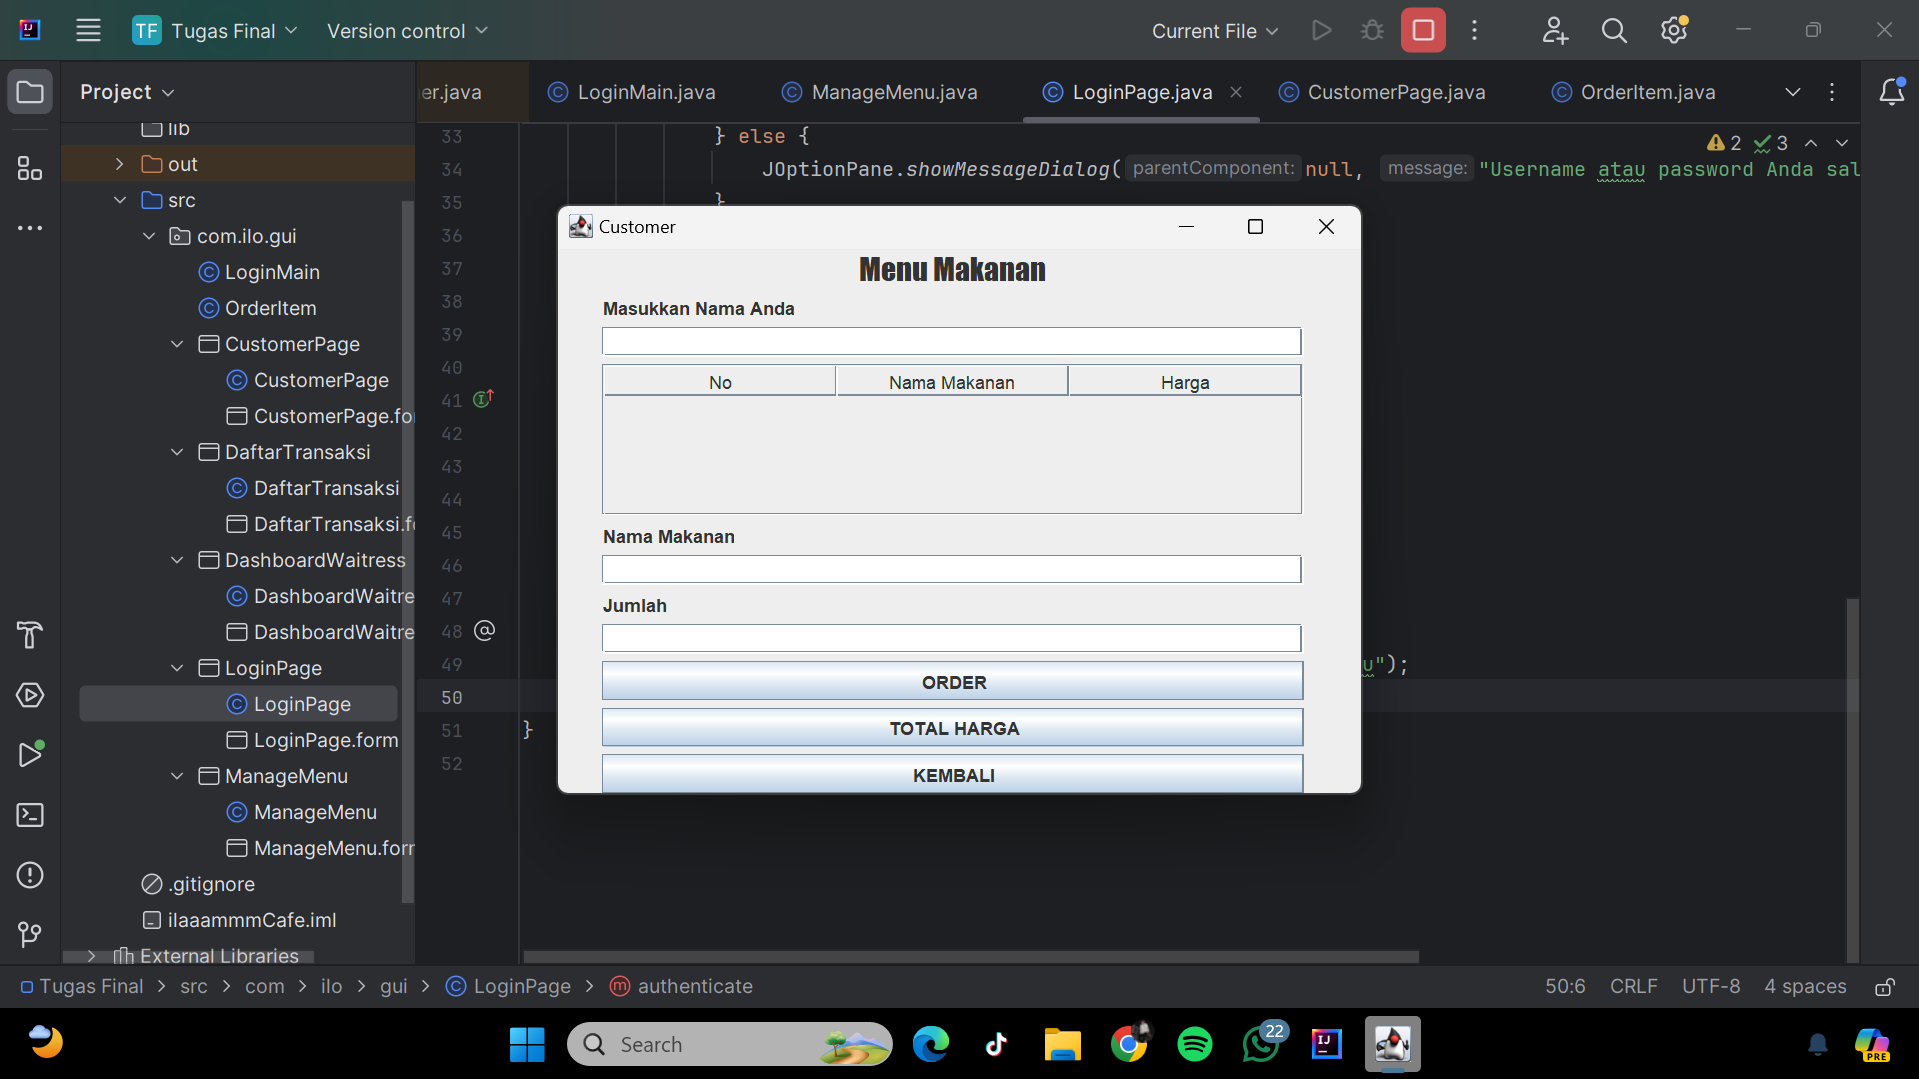 TF Tugas Final
Version control
Current File
Project
er.java
LoginMain.java
ManageMenu.java
LoginPage.java
CustomerPage.java
OrderItem.java
lib
out
src
com.ilo.gui
LoginMain
OrderItem
CustomerPage
CustomerPage
CustomerPage.fo
DaftarTransaksi
DaftarTransaksi
DaftarTransaksi.f
DashboardWaitress
DashboardWaitre
DashboardWaitre
LoginPage
LoginPage
LoginPage.form
ManageMenu
ManageMenu
ManageMenu.for
.gitignore
ilaaammmCafe.iml
External Libraries
2 3
33 } else {
34 JOptionPane.showMessageDialog( parentComponent: null, message: "Username atau password Anda sal
35 }
36
37
38
39
40
41
42
43
44
45
46
47
48 @
49 u");
50
51 }
52
Customer
Menu Makanan
Masukkan Nama Anda
No Nama Makanan Harga
Nama Makanan
Jumlah
ORDER
TOTAL HARGA
KEMBALI
Tugas Final > src > com > ilo > gui > LoginPage > authenticate
50:6 CRLF UTF-8 4 spaces
Search
22
PRE